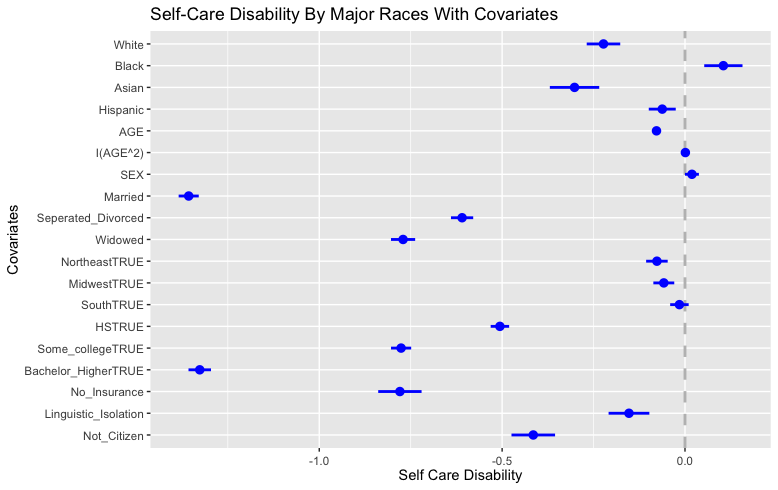 Self-Care Disability By Major Races With Covariates
Covariates
White
Black
Asian
Hispanic
AGE
I(AGE^2)
SEX
Married
Seperated_Divorced
Widowed
NortheastTRUE
MidwestTRUE
SouthTRUE
HSTRUE
Some_collegeTRUE
Bachelor_HigherTRUE
No_Insurance
Linguistic_Isolation
Not_Citizen
-1.0 -0.5 0.0
Self Care Disability